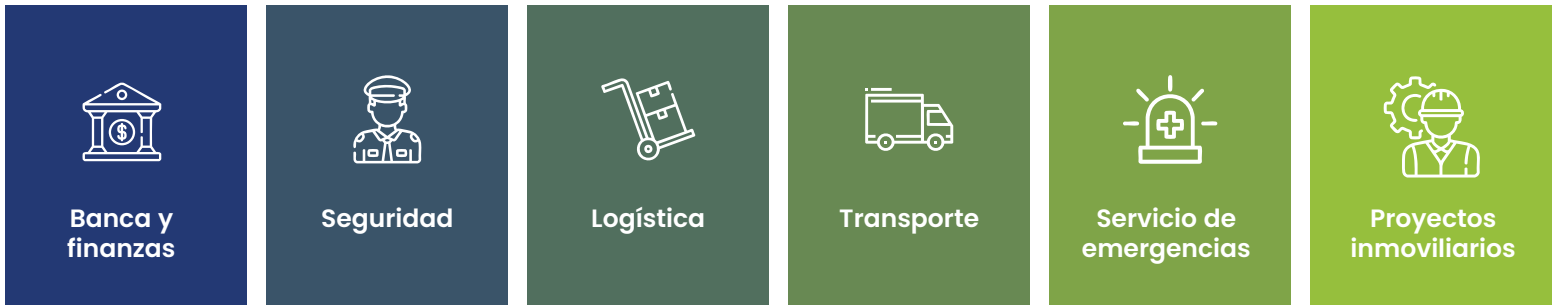 Banca y
finanzas
Seguridad
Logística
Transporte
Servicio de
emergencias
Proyectos
inmoviliarios